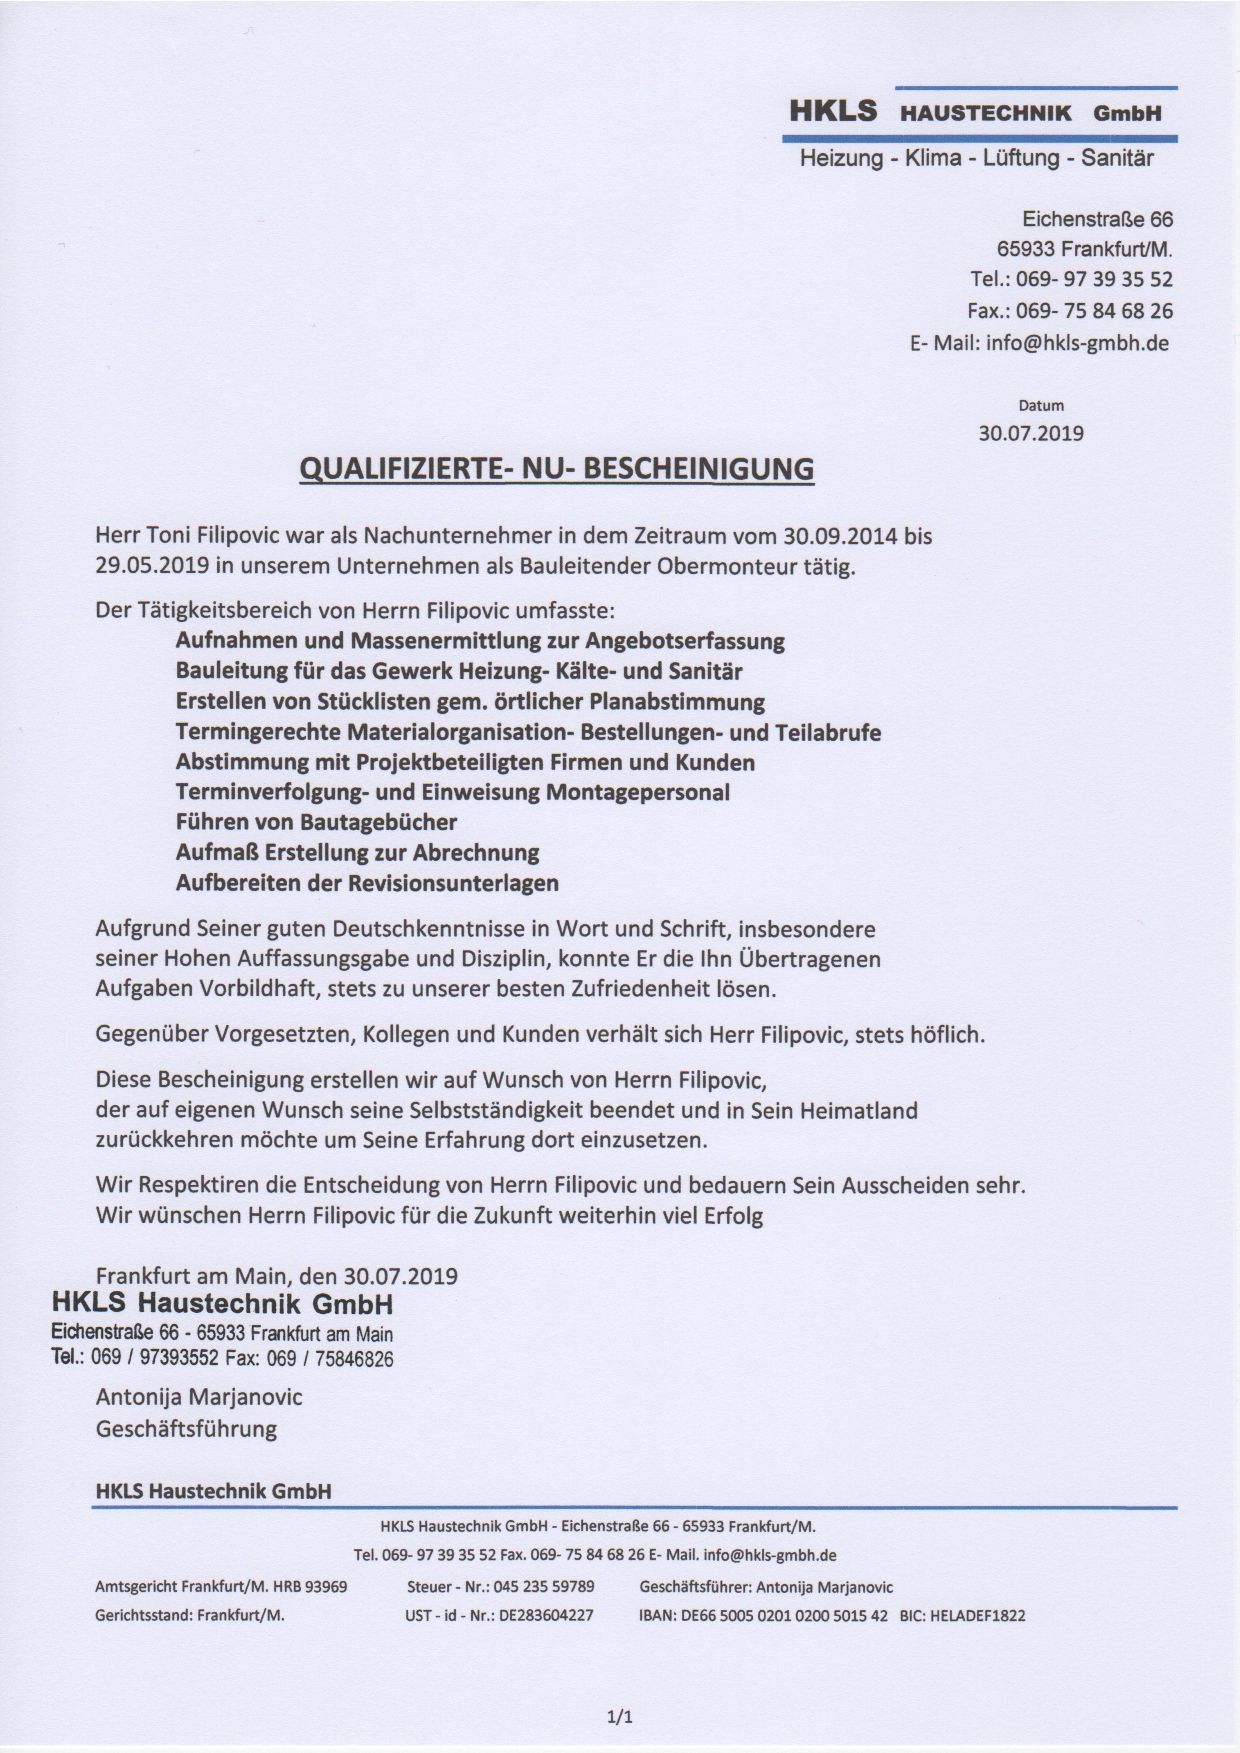 HKLS HAUSTECHNIK GmbH
Heizung - Klima - Lüftung - Sanitär
Eichenstraße 66
65933 Frankfurt/M.
Tel.: 069- 97 39 35 52
Fax.: 069- 75 84 68 26
E- Mail: info@hkls-gmbh.de
Datum
30.07.2019
QUALIFIZIERTE- NU- BESCHEINIGUNG
Herr Toni Filipovic war als Nachunternehmer in dem Zeitraum vom 30.09.2014 bis
29.05.2019 in unserem Unternehmen als Bauleitender Obermonteur tätig.
Der Tätigkeitsbereich von Herrn Filipovic umfasste:
Aufnahmen und Massenermittlung zur Angebotserfassung
Bauleitung für das Gewerk Heizung- Kälte- und Sanitär
Erstellen von Stücklisten gem. örtlicher Planabstimmung
Termingerechte Materialorganisation- Bestellungen- und Teilabrufe
Abstimmung mit Projektbeteiligten Firmen und Kunden
Terminverfolgung- und Einweisung Montagepersonal
Führen von Bautagebücher
Aufmaß Erstellung zur Abrechnung
Aufbereiten der Revisionsunterlagen
Aufgrund Seiner guten Deutschkenntnisse in Wort und Schrift, insbesondere
seiner Hohen Auffassungsgabe und Disziplin, konnte Er die Ihn Übertragenen
Aufgaben Vorbildhaft, stets zu unserer besten Zufriedenheit lösen.
Gegenüber Vorgesetzten, Kollegen und Kunden verhält sich Herr Filipovic, stets höflich.
Diese Bescheinigung erstellen wir auf Wunsch von Herrn Filipovic,
der auf eigenen Wunsch seine Selbstständigkeit beendet und in Sein Heimatland
zurückkehren möchte um Seine Erfahrung dort einzusetzen.
Wir Respektiren die Entscheidung von Herrn Filipovic und bedauern Sein Ausscheiden sehr.
Wir wünschen Herrn Filipovic für die Zukunft weiterhin viel Erfolg
Frankfurt am Main, den 30.07.2019
HKLS Haustechnik GmbH
Eichenstraße 66 - 65933 Frankfurt am Main
Tel.: 069 / 97393552 Fax: 069 / 75846826
Antonija Marjanovic
Geschäftsführung
HKLS Haustechnik GmbH
HKLS Haustechnik GmbH - Eichenstraße 66 - 65933 Frankfurt/M.
Tel. 069- 97 39 35 52 Fax. 069- 75 84 68 26 E- Mail. info@hkls-gmbh.de
Amtsgericht Frankfurt/M. HRB 93969 Steuer - Nr.: 045 235 59789 Geschäftsführer: Antonija Marjanovic
Gerichtsstand: Frankfurt/M. UST - id - Nr.: DE283604227 IBAN: DE66 5005 0201 0200 5015 42 BIC: HELADEF1822
1/1